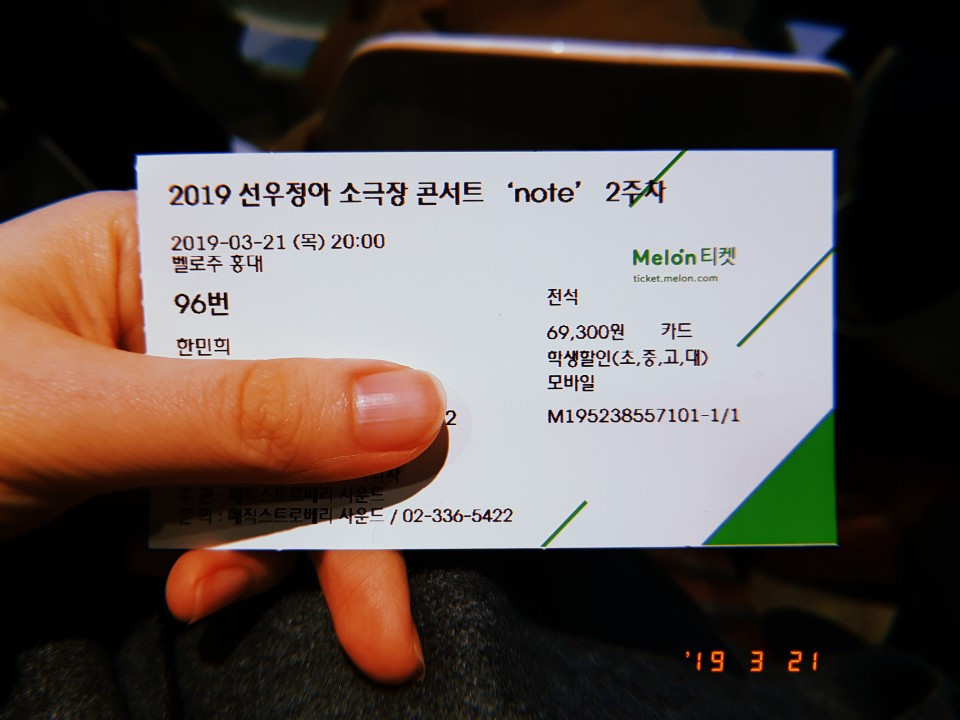 2019 선우정아 소극장 콘서트 ‘note’ 2주차
2019-03-21 (목) 20:00
벨로주 홍대
96번
한민희
2
매직스트로베리 사운드
문의 : 매직스트로베리 사운드 / 02-336-5422
Melon 티켓
ticket.melon.com
전석
69,300원 카드
학생할인(초,중,고,대)
모바일
M195238557101-1/1
'19 3 21